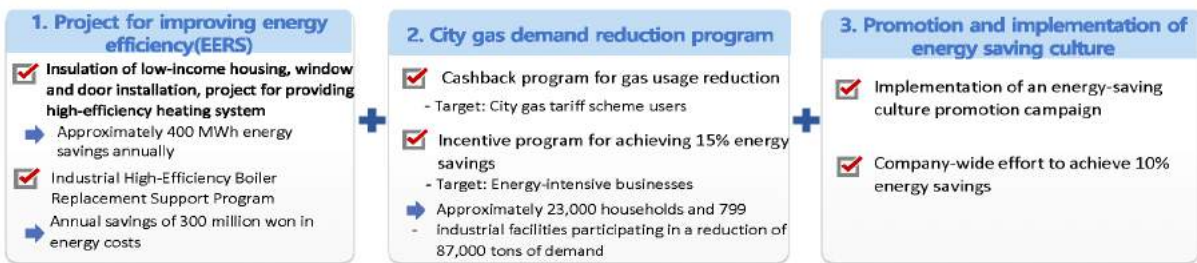 1. Project for improving energy
efficiency(EERS)
Insulation of low-income housing, window
and door installation, project for providing
high-efficiency heating system
Approximately 400 MWh energy
savings annually
Industrial High-Efficiency Boiler
Replacement Support Program
Annual savings of 300 million won in
energy costs
+
2. City gas demand reduction program
Cashback program for gas usage reduction
- Target: City gas tariff scheme users
Incentive program for achieving 15% energy
savings
- Target: Energy-intensive businesses
Approximately 23,000 households and 799
- industrial facilities participating in a reduction of
87,000 tons of demand
+
3. Promotion and implementation of
energy saving culture
Implementation of an energy-saving
culture promotion campaign
Company-wide effort to achieve 10%
energy savings